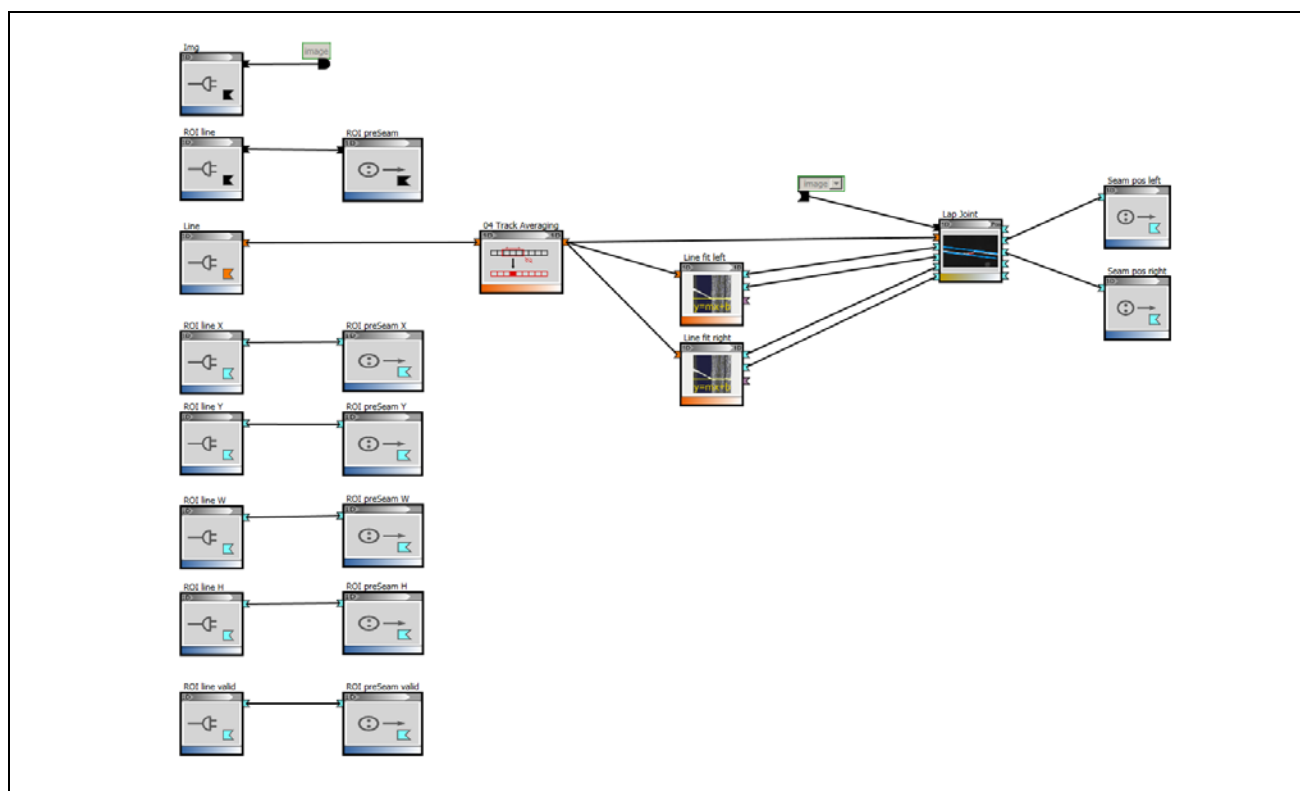 Img
image
ROI line
ROI preSeam
image
Seam pos left
Lap Joint
Line
04 Track Averaging
Line fit left
y=mx+b
Seam pos right
ROI line X
ROI preSeam X
Line fit right
y=mx+b
ROI line Y
ROI preSeam Y
ROI line W
ROI preSeam W
ROI line H
ROI preSeam H
ROI line valid
ROI preSeam valid